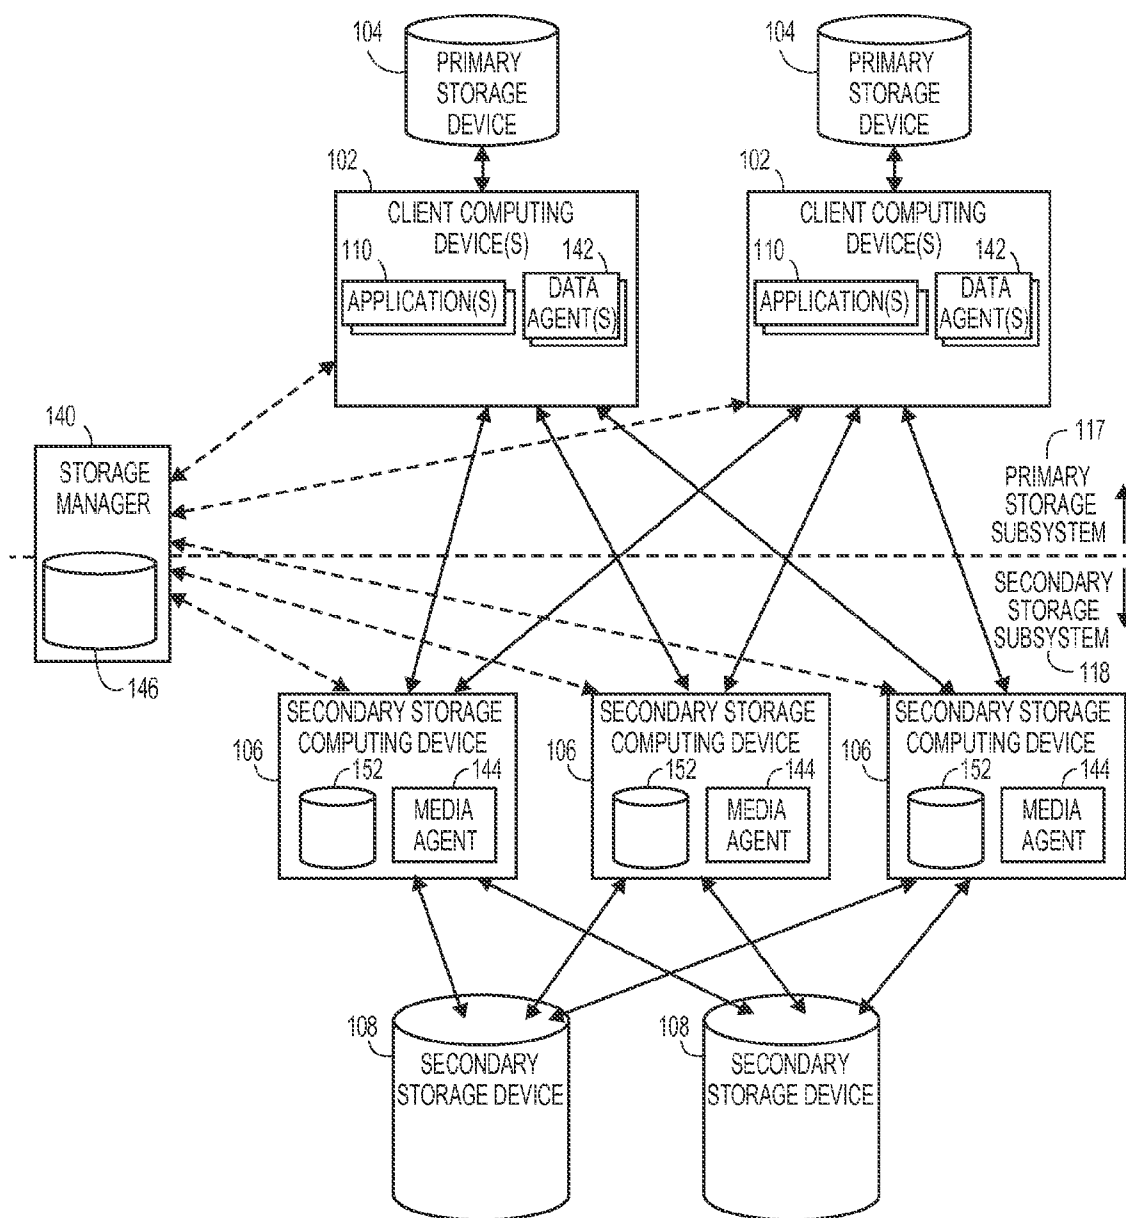 104
PRIMARY
STORAGE
DEVICE
104
PRIMARY
STORAGE
DEVICE
102
CLIENT COMPUTING
DEVICE(S)
110
142
APPLICATION(S)
DATA
AGENT(S)
102
CLIENT COMPUTING
DEVICE(S)
110
142
APPLICATION(S)
DATA
AGENT(S)
140
STORAGE
MANAGER
146
117
PRIMARY
STORAGE
SUBSYSTEM
SECONDARY
STORAGE
SUBSYSTEM
118
SECONDARY STORAGE
COMPUTING DEVICE
106
152
144
MEDIA
AGENT
SECONDARY STORAGE
COMPUTING DEVICE
106
152
144
MEDIA
AGENT
SECONDARY STORAGE
COMPUTING DEVICE
106
152
144
MEDIA
AGENT
108
SECONDARY
STORAGE DEVICE
108
SECONDARY
STORAGE DEVICE